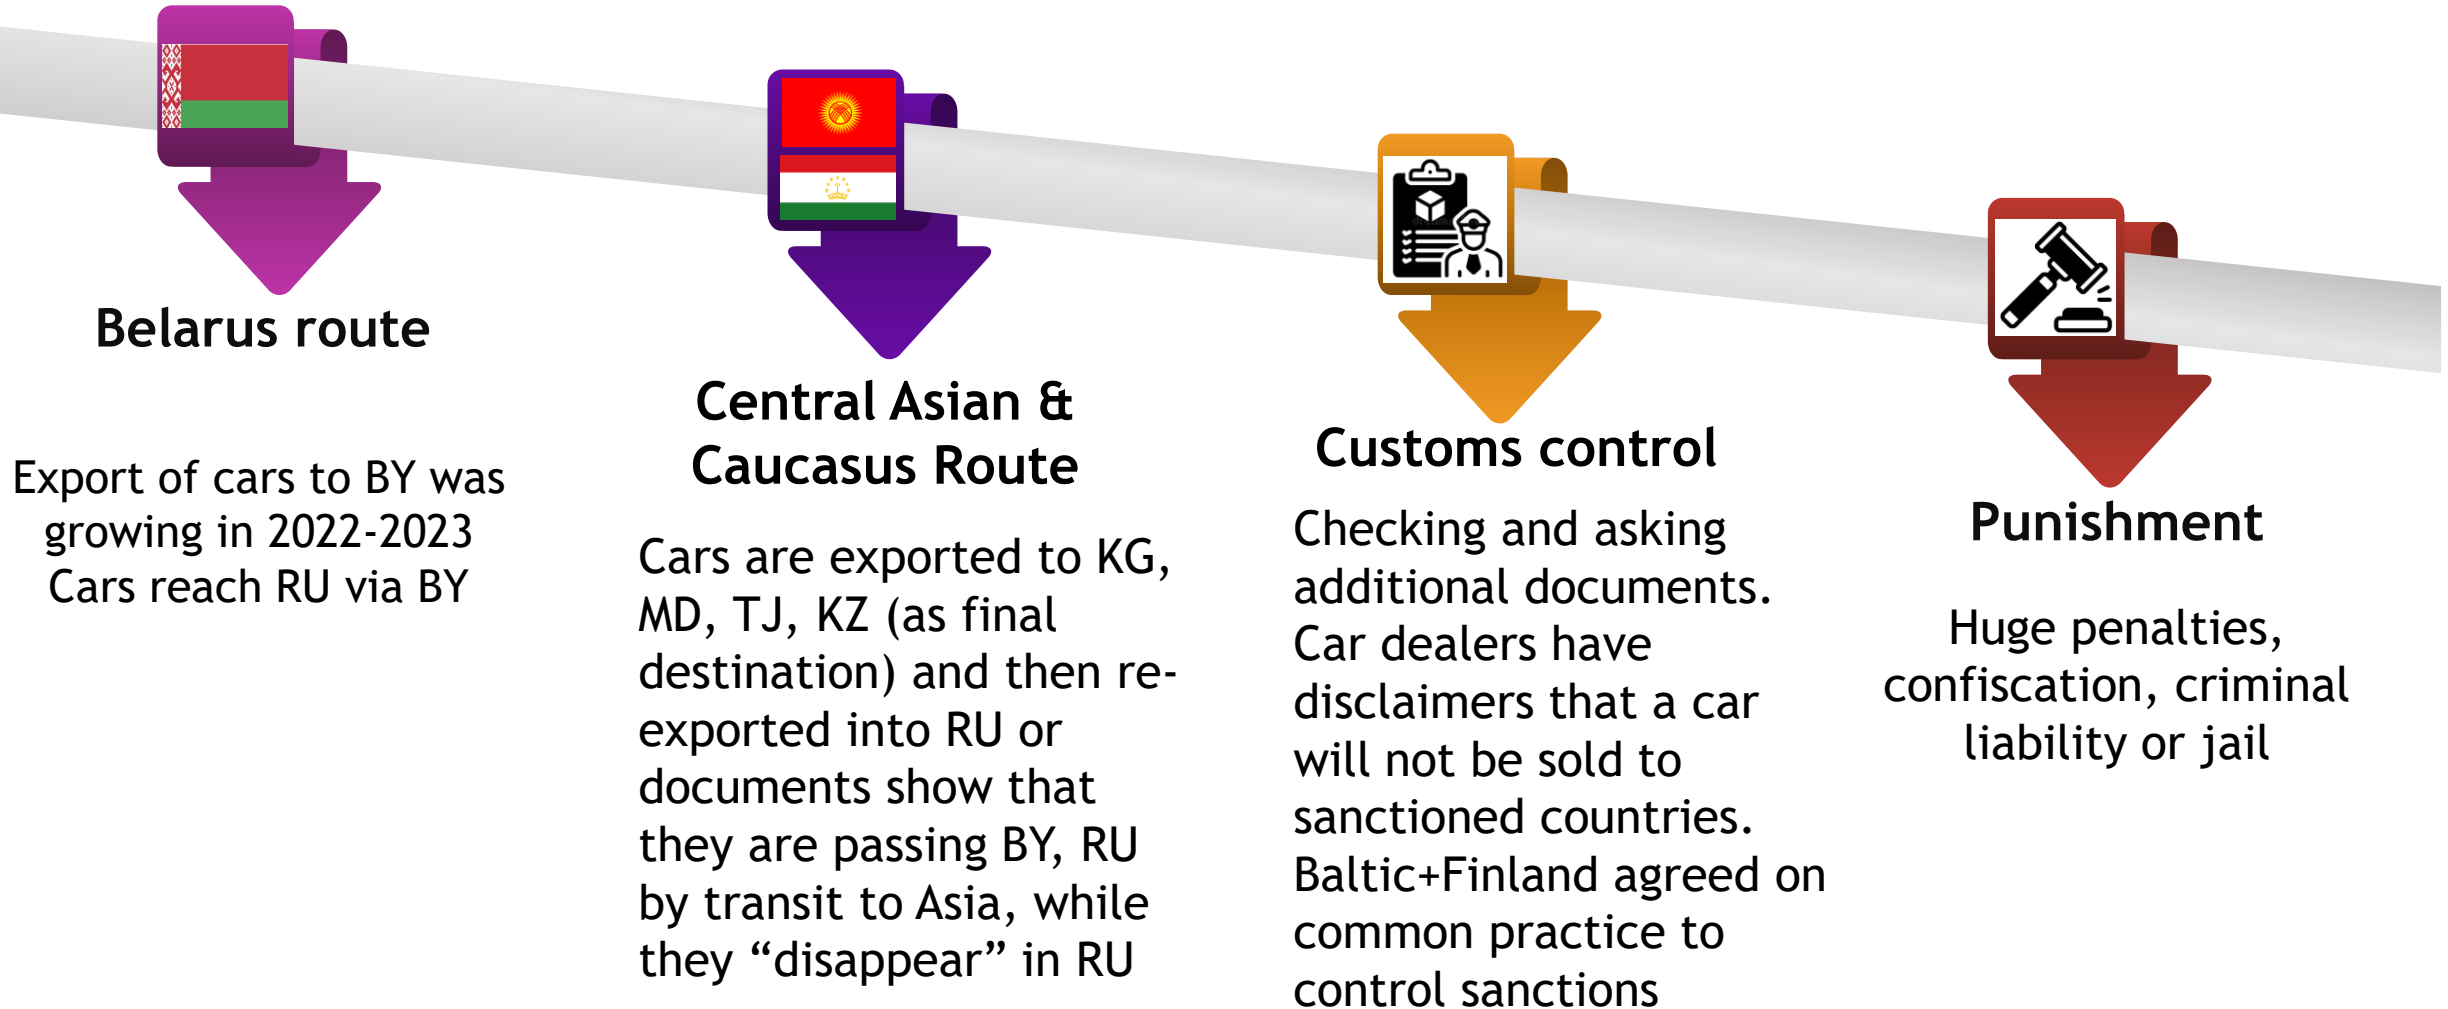 Belarus route
Export of cars to BY was
growing in 2022-2023
Cars reach RU via BY
Central Asian &
Caucasus Route
Cars are exported to KG,
MD, TJ, KZ (as final
destination) and then re-
exported into RU or
documents show that
they are passing BY, RU
by transit to Asia, while
they “disappear” in RU
Customs control
Checking and asking
additional documents.
Car dealers have
disclaimers that a car
will not be sold to
sanctioned countries.
Baltic+Finland agreed on
common practice to
control sanctions
Punishment
Huge penalties,
confiscation, criminal
liability or jail